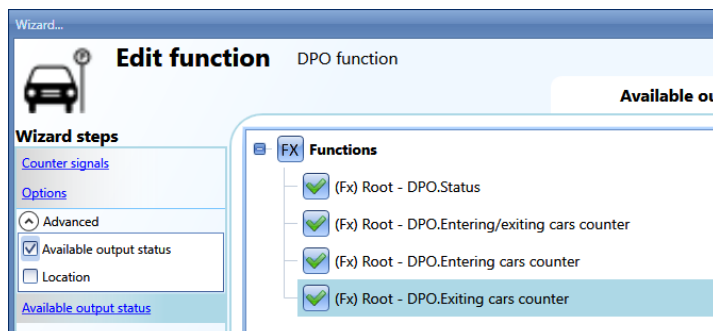 Wizard...
Edit function DPO function
Available ou
Wizard steps
Counter signals
Options
Advanced
Available output status
Location
Available output status
FX Functions
(Fx) Root - DPO.Status
(Fx) Root - DPO.Entering/exiting cars counter
(Fx) Root - DPO.Entering cars counter
(Fx) Root - DPO.Exiting cars counter